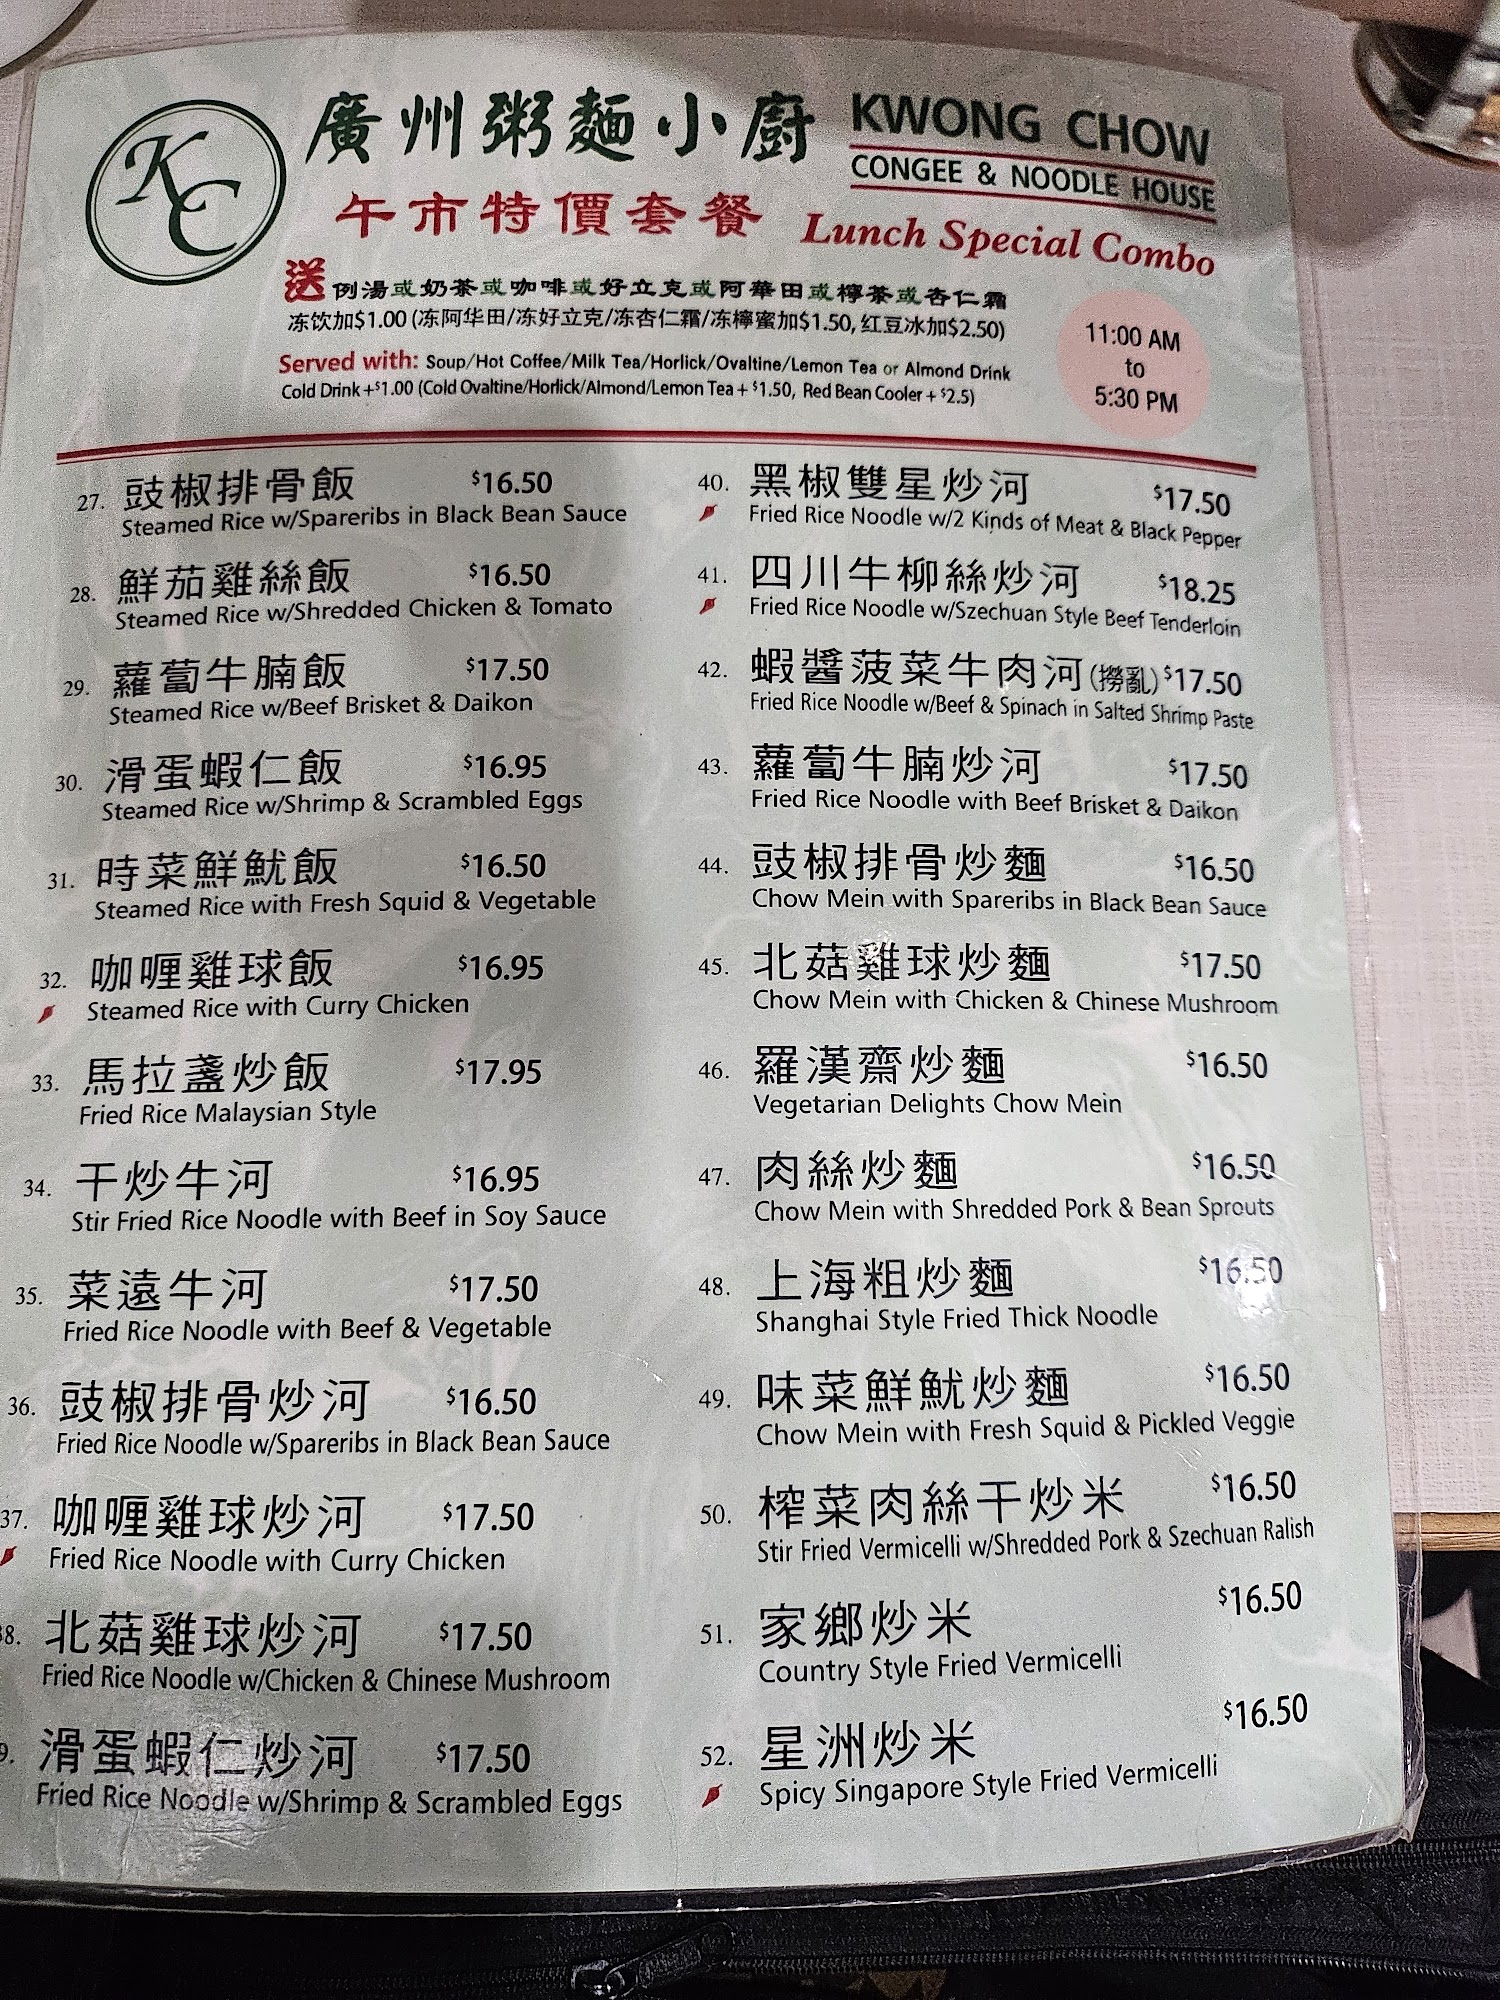 KC
廣州粥麵小廚
KWONG CHOW
CONGEE & NOODLE HOUSE
午市特價套餐 Lunch Special Combo
送例湯或奶茶或咖啡或好立克或阿華田或檸茶或杏仁霜
冻饮加$1.00 (冻阿华田/冻好立克/冻杏仁霜/冻檸蜜加$1.50, 红豆冰加$2.50)
Served with: Soup/Hot Coffee/Milk Tea/Horlick/Ovaltine/Lemon Tea or Almond Drink
Cold Drink +$1.00 (Cold Ovaltine/Horlick/Almond/Lemon Tea + $1.50, Red Bean Cooler + $2.5)
11:00 AM
to
5:30 PM
27. 豉椒排骨飯 $16.50
Steamed Rice w/Spareribs in Black Bean Sauce
28. 鮮茄雞絲飯 $16.50
Steamed Rice w/Shredded Chicken & Tomato
29. 蘿蔔牛腩飯 $17.50
Steamed Rice w/Beef Brisket & Daikon
30. 滑蛋蝦仁飯 $16.95
Steamed Rice w/Shrimp & Scrambled Eggs
31. 時菜鮮魷飯 $16.50
Steamed Rice with Fresh Squid & Vegetable
32. 咖喱雞球飯 $16.95
Steamed Rice with Curry Chicken
33. 馬拉盞炒飯 $17.95
Fried Rice Malaysian Style
34. 干炒牛河 $16.95
Stir Fried Rice Noodle with Beef in Soy Sauce
35. 菜遠牛河 $17.50
Fried Rice Noodle with Beef & Vegetable
36. 豉椒排骨炒河 $16.50
Fried Rice Noodle w/Spareribs in Black Bean Sauce
37. 咖喱雞球炒河 $17.50
Fried Rice Noodle with Curry Chicken
8. 北菇雞球炒河 $17.50
Fried Rice Noodle w/Chicken & Chinese Mushroom
9. 滑蛋蝦仁炒河 $17.50
Fried Rice Noodle w/Shrimp & Scrambled Eggs
40. 黑椒雙星炒河 $17.50
Fried Rice Noodle w/2 Kinds of Meat & Black Pepper
41. 四川牛柳絲炒河 $18.25
Fried Rice Noodle w/Szechuan Style Beef Tenderloin
42. 蝦醬菠菜牛肉河(撈亂) $17.50
Fried Rice Noodle w/Beef & Spinach in Salted Shrimp Paste
43. 蘿蔔牛腩炒河 $17.50
Fried Rice Noodle with Beef Brisket & Daikon
44. 豉椒排骨炒麵 $16.50
Chow Mein with Spareribs in Black Bean Sauce
45. 北菇雞球炒麵 $17.50
Chow Mein with Chicken & Chinese Mushroom
46. 羅漢齋炒麵 $16.50
Vegetarian Delights Chow Mein
47. 肉絲炒麵 $16.50
Chow Mein with Shredded Pork & Bean Sprouts
48. 上海粗炒麵 $16.50
Shanghai Style Fried Thick Noodle
49. 味菜鮮魷炒麵 $16.50
Chow Mein with Fresh Squid & Pickled Veggie
50. 榨菜肉絲干炒米 $16.50
Stir Fried Vermicelli w/Shredded Pork & Szechuan Ralish
51. 家鄉炒米 $16.50
Country Style Fried Vermicelli
52. 星洲炒米 $16.50
Spicy Singapore Style Fried Vermicelli